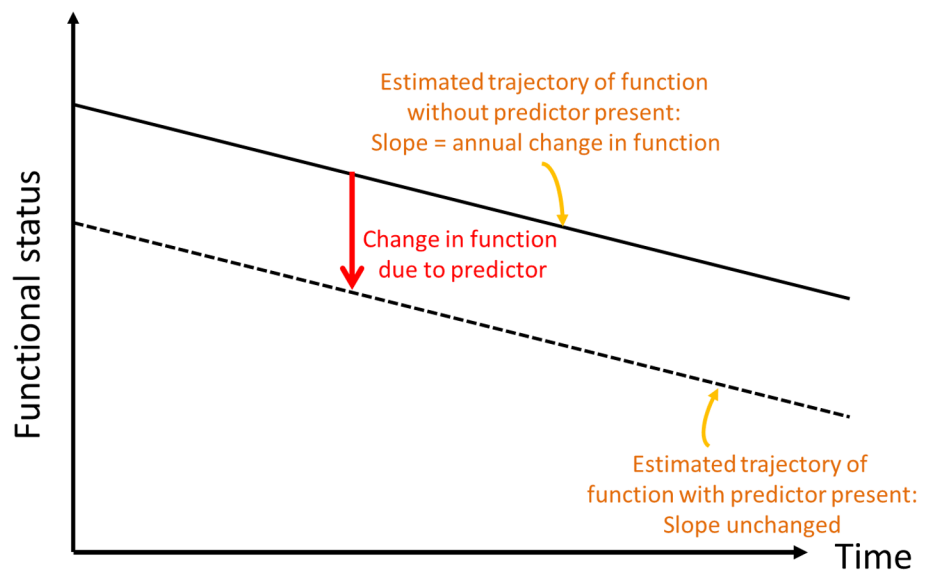 Estimated trajectory of function
without predictor present:
Slope = annual change in function
Functional status
Change in function
due to predictor
Estimated trajectory of
function with predictor present:
Slope unchanged
Time